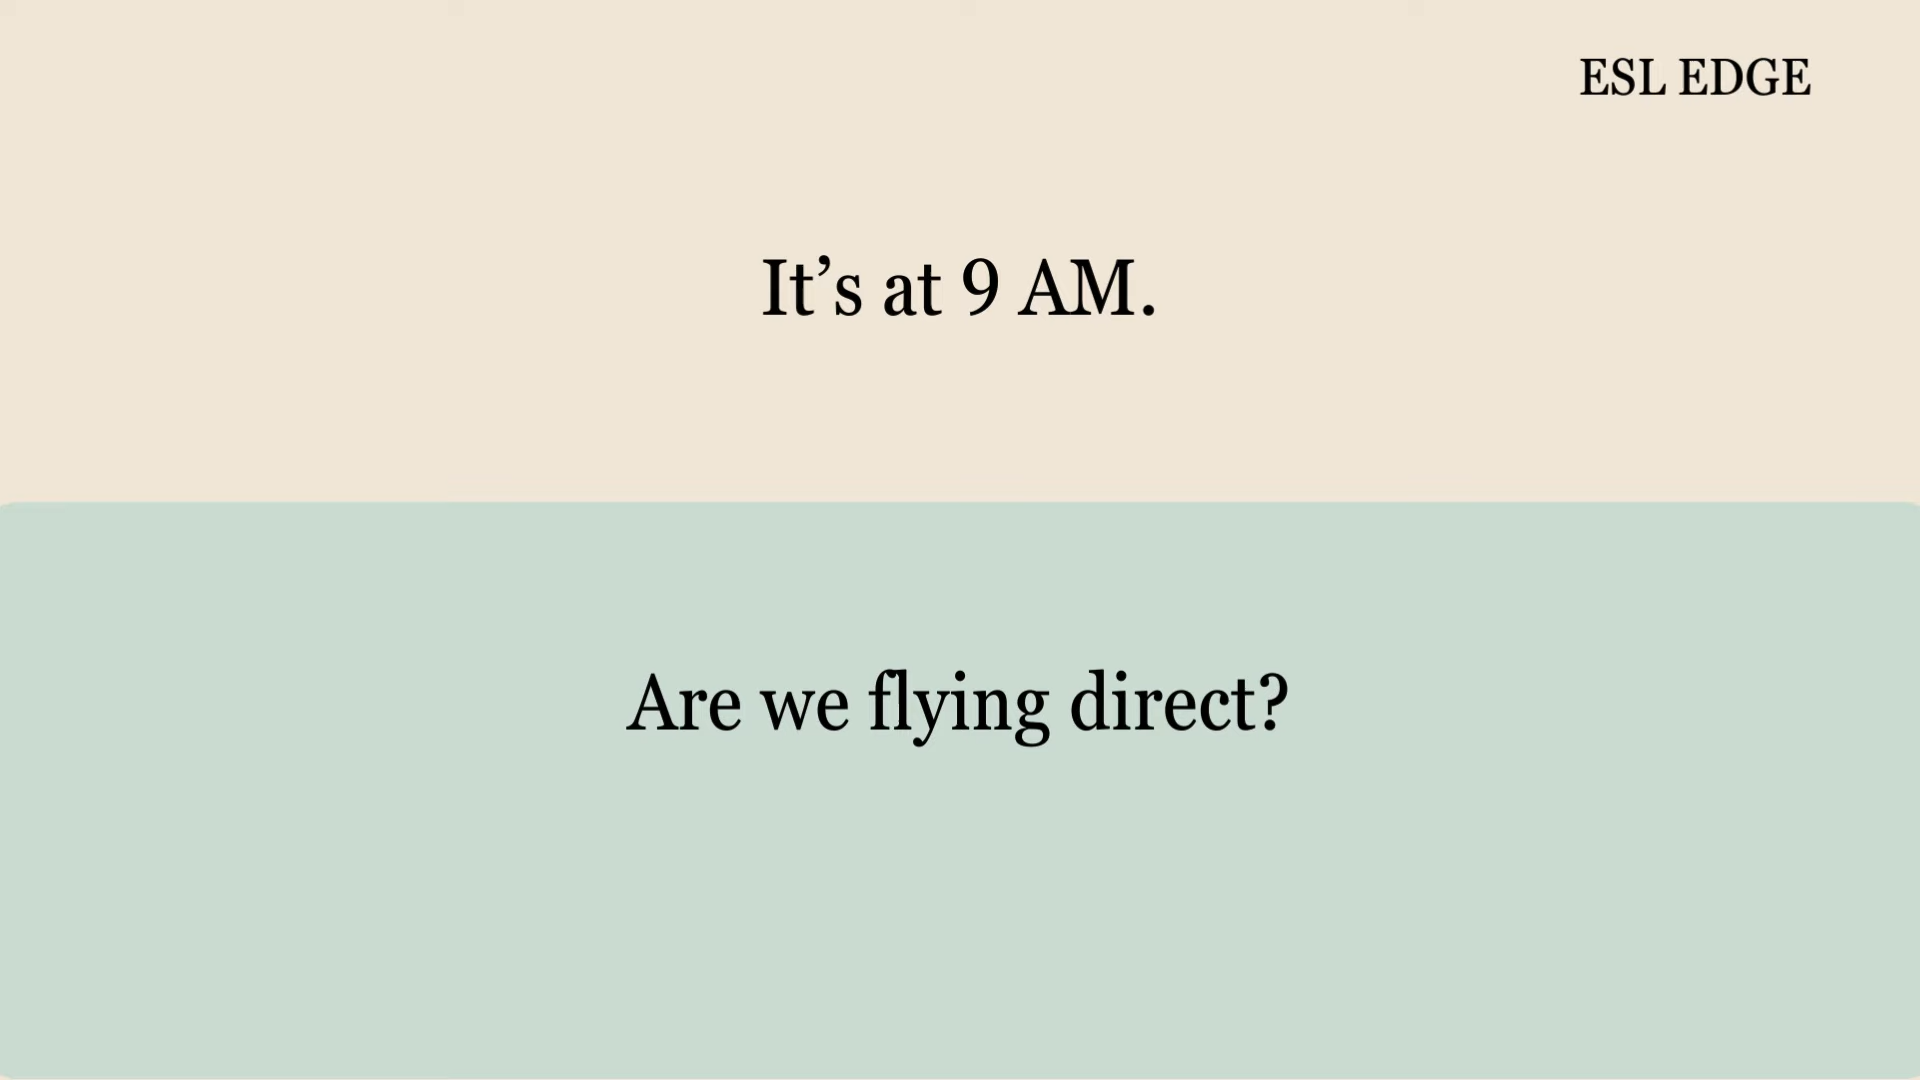 ESL EDGE
It’s at 9 AM.
Are we flying direct?